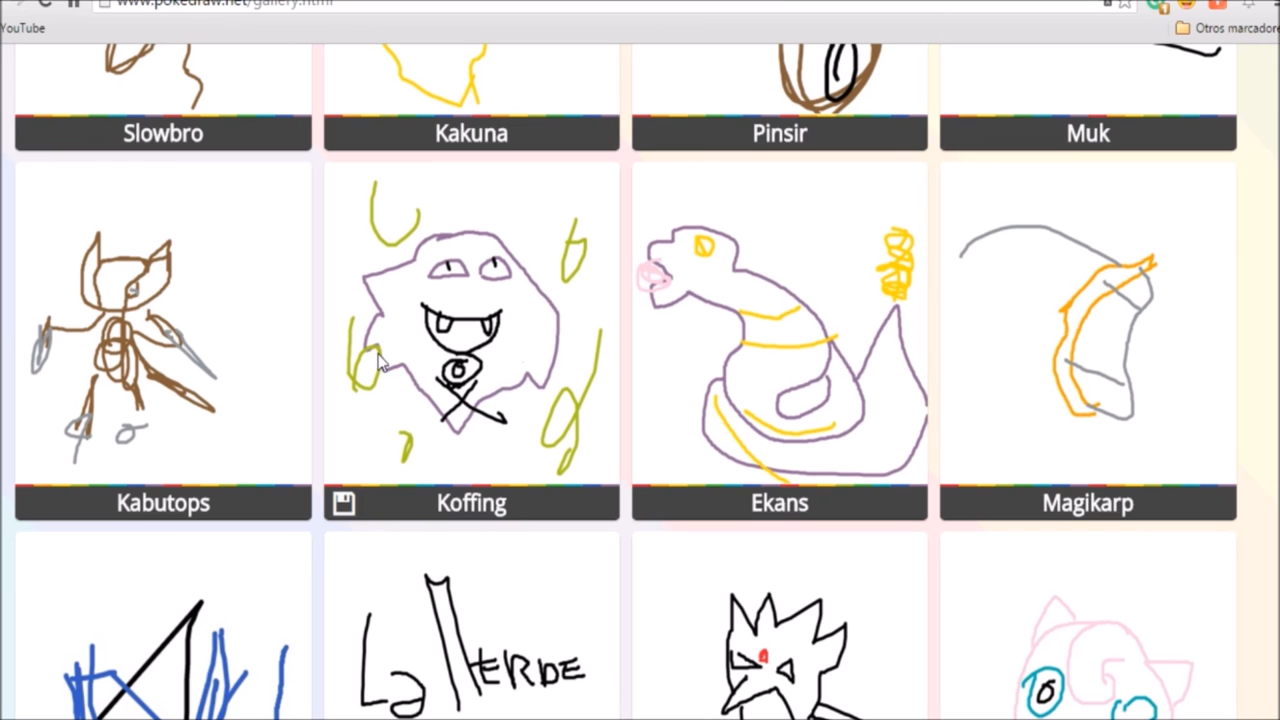 www.pokedraw.net/gallery.html
YouTube
Otros marcadore
Slowbro
Kakuna
Pinsir
Muk
Kabutops
Koffing
Ekans
Magikarp
La
VERDE